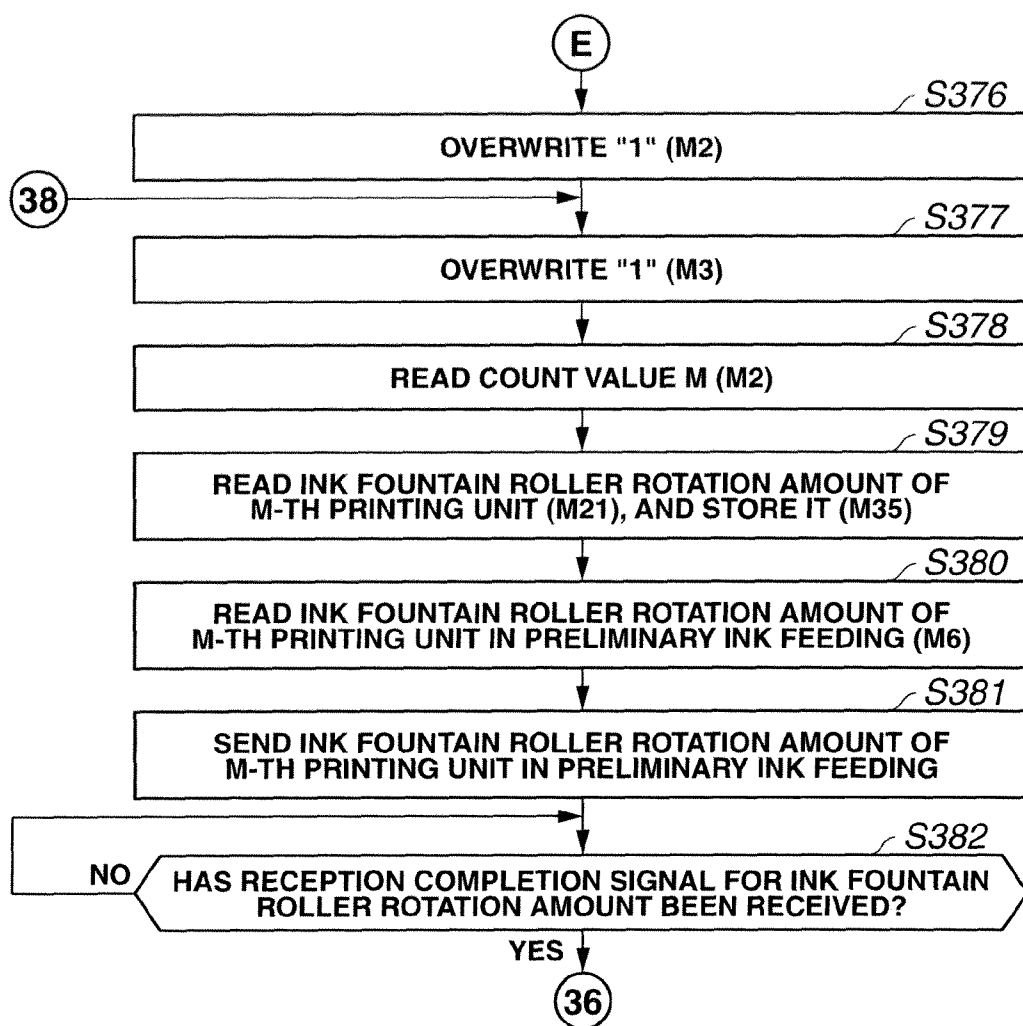 E
S376
OVERWRITE "1" (M2)
38
S377
OVERWRITE "1" (M3)
S378
READ COUNT VALUE M (M2)
S379
READ INK FOUNTAIN ROLLER ROTATION AMOUNT OF
M-TH PRINTING UNIT (M21), AND STORE IT (M35)
S380
READ INK FOUNTAIN ROLLER ROTATION AMOUNT OF
M-TH PRINTING UNIT IN PRELIMINARY INK FEEDING (M6)
S381
SEND INK FOUNTAIN ROLLER ROTATION AMOUNT OF
M-TH PRINTING UNIT IN PRELIMINARY INK FEEDING
S382
NO
HAS RECEPTION COMPLETION SIGNAL FOR INK FOUNTAIN
ROLLER ROTATION AMOUNT BEEN RECEIVED?
YES
36